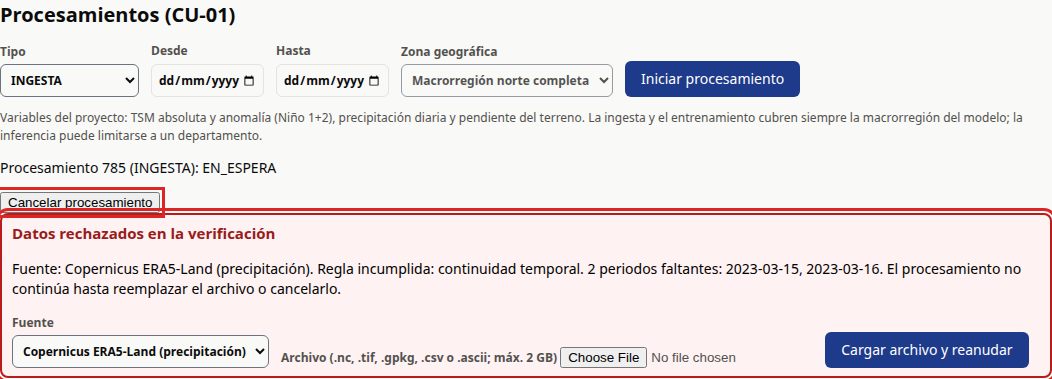 Procesamientos (CU-01)
Tipo Desde Hasta Zona geográfica
INGESTA dd/mm/yyyy dd/mm/yyyy Macrorregión norte completa Iniciar procesamiento
Variables del proyecto: TSM absoluta y anomalía (Niño 1+2), precipitación diaria y pendiente del terreno. La ingesta y el entrenamiento cubren siempre la macrorregión del modelo; la
inferencia puede limitarse a un departamento.
Procesamiento 785 (INGESTA): EN_ESPERA
Cancelar procesamiento
Datos rechazados en la verificación
Fuente: Copernicus ERA5-Land (precipitación). Regla incumplida: continuidad temporal. 2 periodos faltantes: 2023-03-15, 2023-03-16. El procesamiento no
continúa hasta reemplazar el archivo o cancelarlo.
Fuente
Copernicus ERA5-Land (precipitación) Archivo (.nc, .tif, .gpkg, .csv o .ascii; máx. 2 GB) Choose File No file chosen Cargar archivo y reanudar